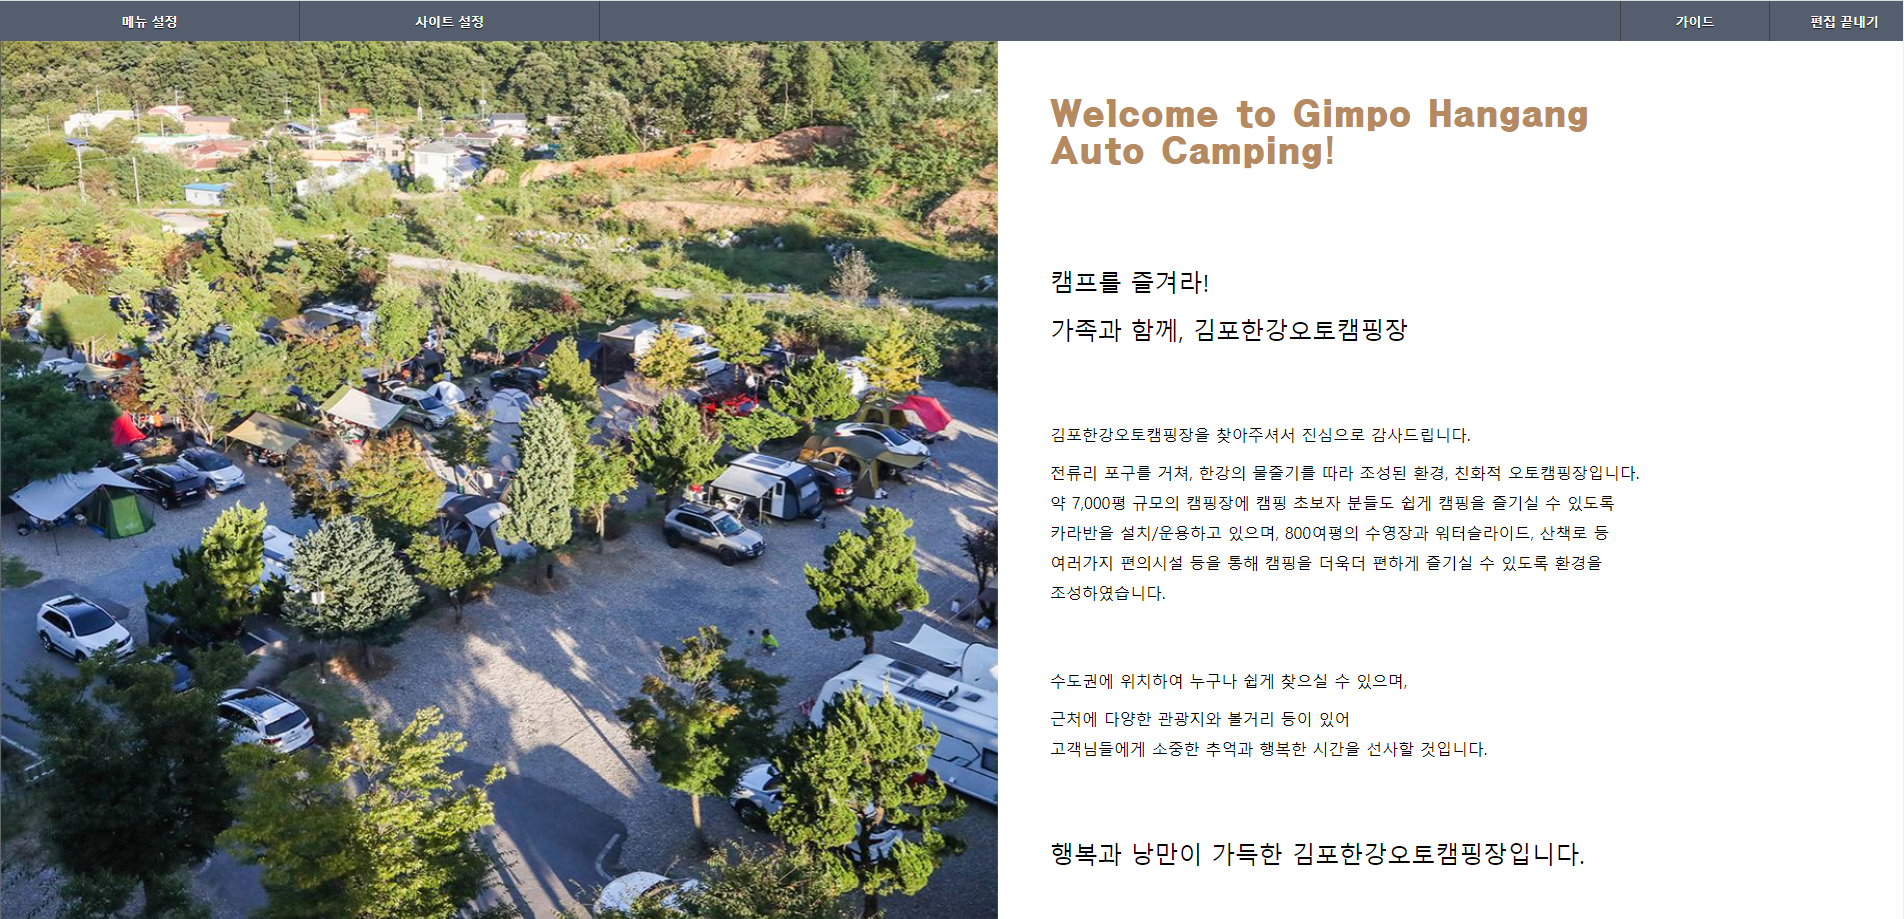 메뉴 설정
사이트 설정
가이드
편집 끝내기
Welcome to Gimpo Hangang
Auto Camping!
캠프를 즐겨라!
가족과 함께, 김포한강오토캠핑장
김포한강오토캠핑장을 찾아주셔서 진심으로 감사드립니다.
전류리 포구를 거쳐, 한강의 물줄기를 따라 조성된 환경, 친화적 오토캠핑장입니다.
약 7,000평 규모의 캠핑장에 캠핑 초보자 분들도 쉽게 캠핑을 즐기실 수 있도록
카라반을 설치/운용하고 있으며, 800여평의 수영장과 워터슬라이드, 산책로 등
여러가지 편의시설 등을 통해 캠핑을 더욱더 편하게 즐기실 수 있도록 환경을
조성하였습니다.
수도권에 위치하여 누구나 쉽게 찾으실 수 있으며,
근처에 다양한 관광지와 볼거리 등이 있어
고객님들에게 소중한 추억과 행복한 시간을 선사할 것입니다.
행복과 낭만이 가득한 김포한강오토캠핑장입니다.